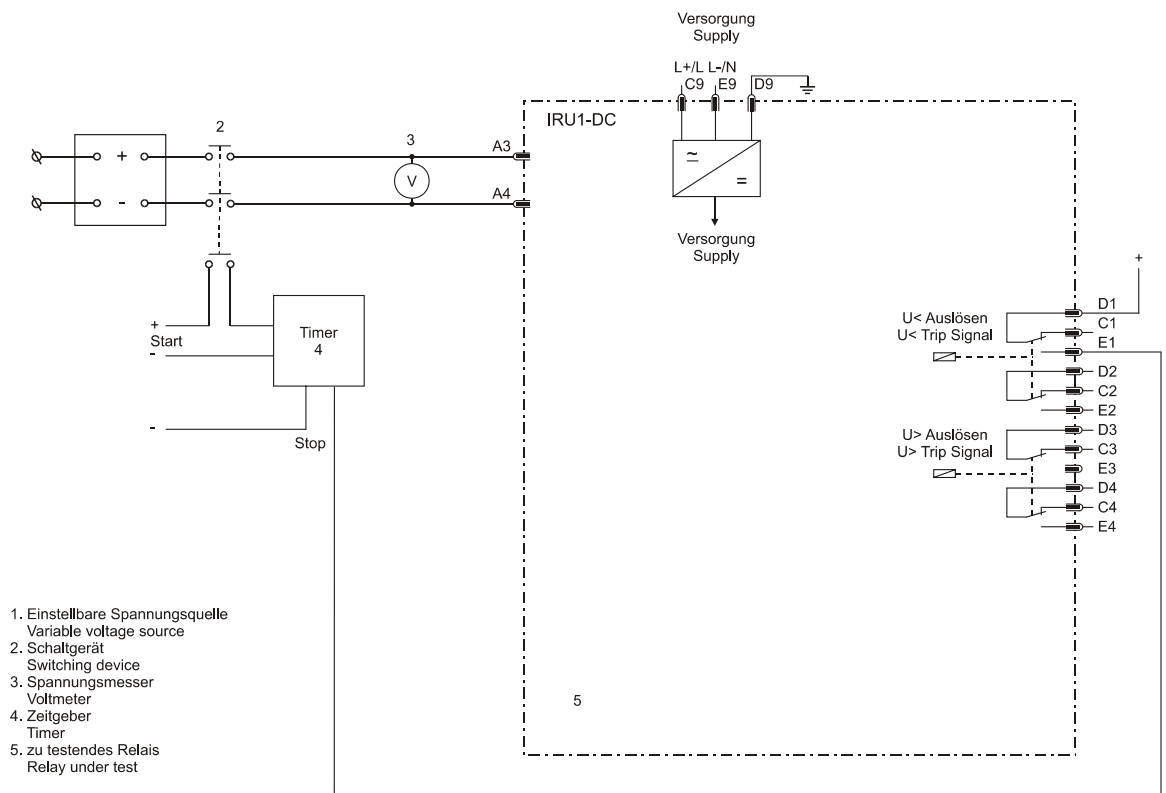 Versorgung
Supply
L+/L L-/N
C9 E9 D9
IRU1-DC
2
3
A3
+
V
-
A4
~
=
Versorgung
Supply
+
D1
C1
E1
U< Auslösen
U< Trip Signal
D2
C2
E2
D3
C3
E3
U> Auslösen
U> Trip Signal
D4
C4
E4
+
Start
-
Timer
4
-
Stop
5
1. Einstellbare Spannungsquelle
Variable voltage source
2. Schaltgerät
Switching device
3. Spannungsmesser
Voltmeter
4. Zeitgeber
Timer
5. zu testendes Relais
Relay under test